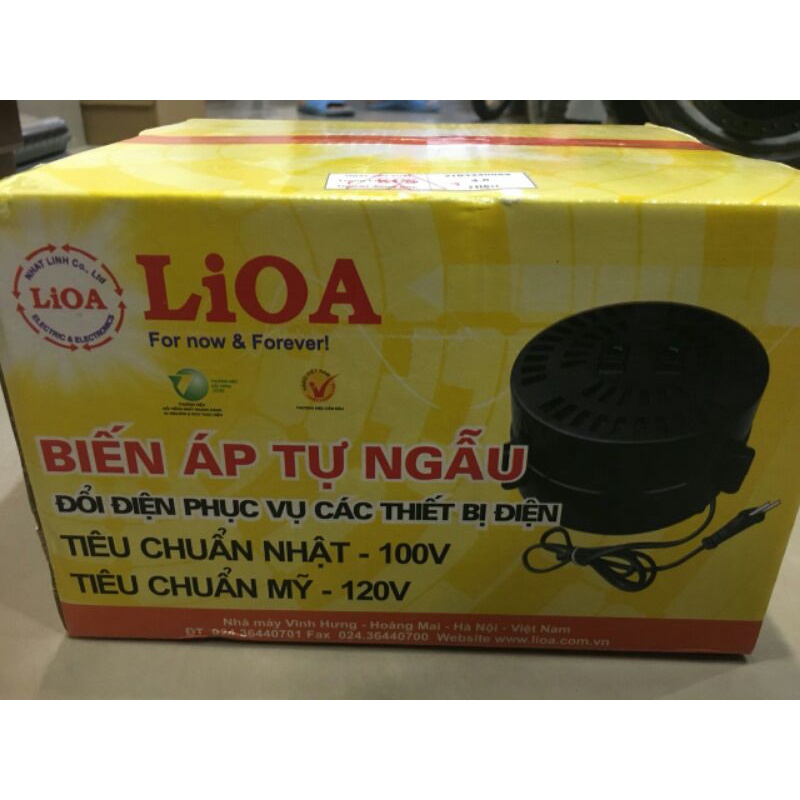 NHAT LINH Co., Ltd
LiOA
ELECTRIC & ELECTRONICS
LiOA
For now & Forever!
BIẾN ÁP TỰ NGẪU
ĐỔI ĐIỆN PHỤC VỤ CÁC THIẾT BỊ ĐIỆN
TIÊU CHUẨN NHẬT - 100V
TIÊU CHUẨN MỸ - 120V
Nhà máy Vĩnh Hưng - Hoàng Mai - Hà Nội - Việt Nam
ĐT 024.36440701 Fax 024.36440700 Website www.lioa.com.vn